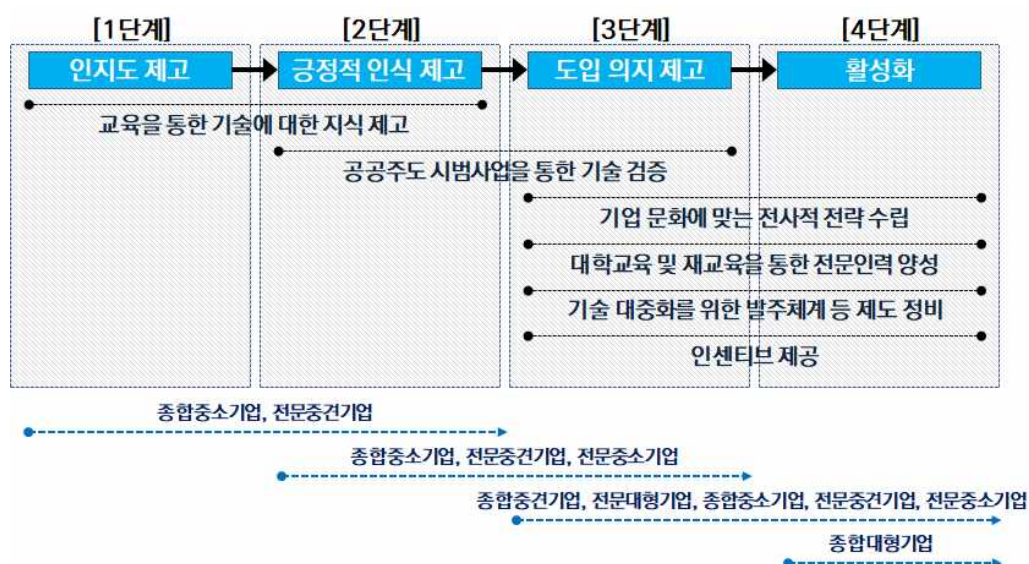 [1단계] [2단계] [3단계] [4단계]
인지도 제고 긍정적 인식 제고 도입 의지 제고 활성화
교육을 통한 기술에 대한 지식 제고
공공주도 시범사업을 통한 기술 검증
기업 문화에 맞는 전사적 전략 수립
대학교육 및 재교육을 통한 전문인력 양성
기술 대중화를 위한 발주체계 등 제도 정비
인센티브 제공
종합중소기업, 전문중견기업
종합중소기업, 전문중견기업, 전문중소기업
종합중견기업, 전문대형기업, 종합중소기업, 전문중견기업, 전문중소기업
종합대형기업